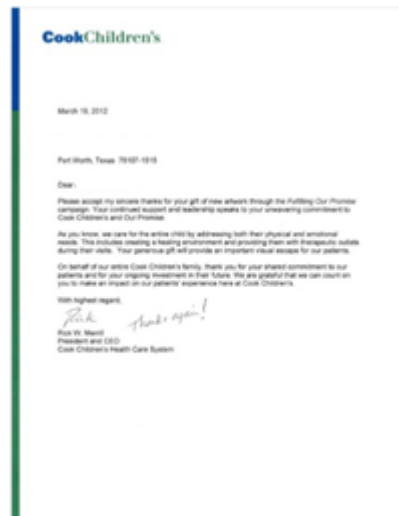 CookChildren's
March 19, 2012
Fort Worth, Texas 76107-1515
Dear:
Please accept my sincere thanks for your gift of new artwork through the Fulfilling Our Promise
campaign. Your continued support and leadership speaks to your unwavering commitment to
Cook Children's and Our Promise.
As you know, we care for the entire child by addressing both their physical and emotional
needs. This includes creating a healing environment and providing them with therapeutic outlets
during their visits. Your generous gift will provide an important visual escape for our patients.
On behalf of our entire Cook Children's family, thank you for your shared commitment to our
patients and for your ongoing investment in their future. We are grateful that we can count on
you to make an impact on our patients' experience here at Cook Children's.
With highest regard,
Rick Thanks again!
Rick W. Merrill
President and CEO
Cook Children's Health Care System